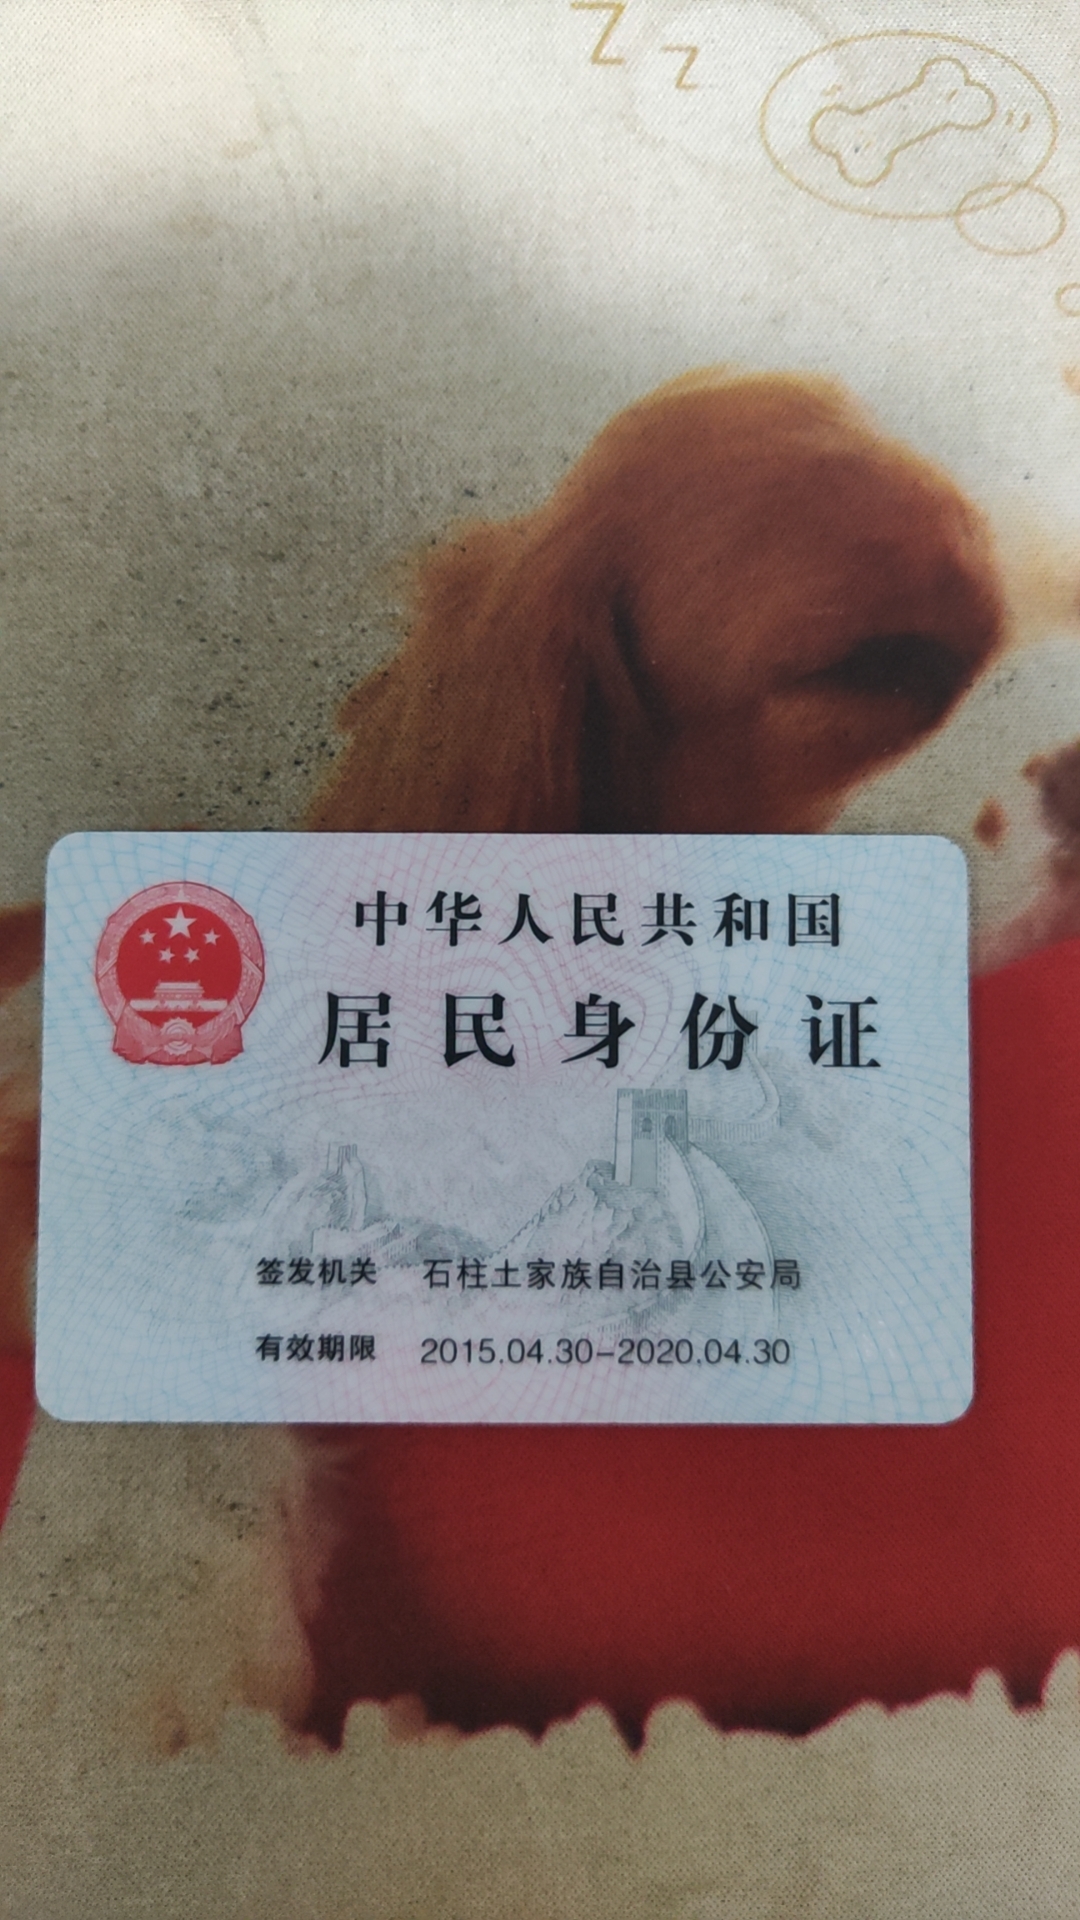 Z
Z
中华人民共和国
居民身份证
签发机关 石柱土家族自治县公安局
有效期限 2015.04.30-2020.04.30